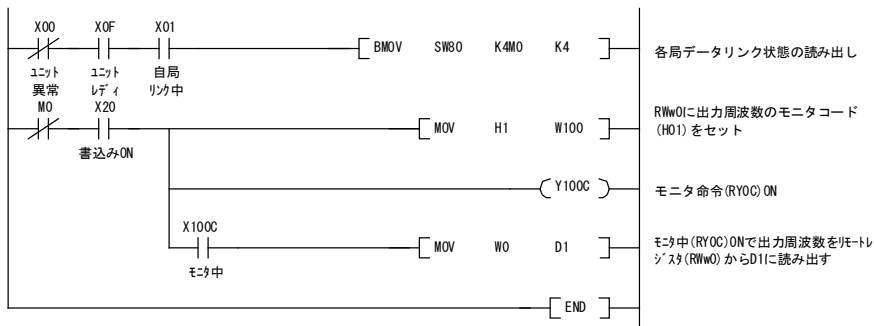 X00 X0F X01
BMOV SW80 K4M0 K4
各局データリンク状態の読み出し
ユニット 異常
ユニット レディ
自局 リンク中
M0 X20
書込みON
MOV H1 W100
RWw0に出力周波数のモニタコード
(H01)をセット
Y100C
モニタ命令(RY0C)ON
X100C
モニタ中
MOV W0 D1
モニタ中(RY0C)ONで出力周波数をリモートレ
ジスタ(RWw0)からD1に読み出す
END